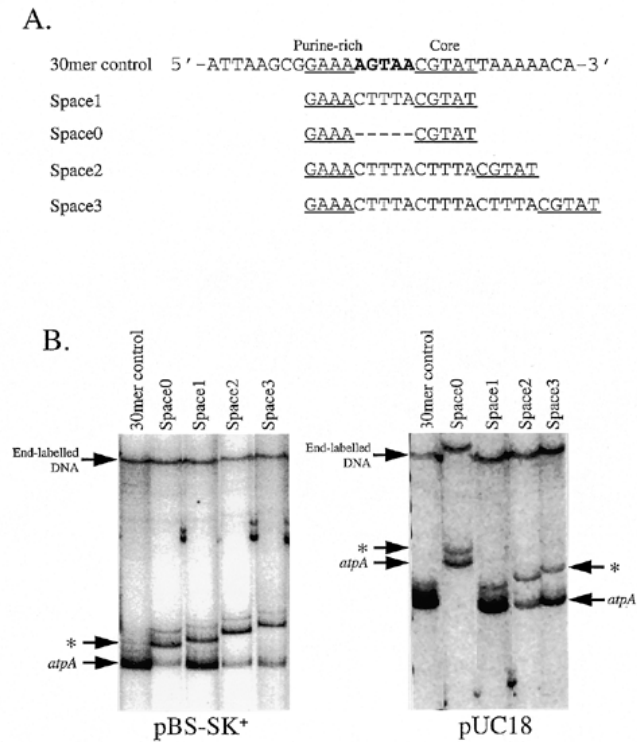 A.
Purine-rich Core
30mer control 5′-ATTAAGCGGAAAAGTAACGTATTAAAAACA-3′
Space1 GAAACTTTACGTAT
Space0 GAAA-----CGTAT
Space2 GAAACTTTACTTTACGTAT
Space3 GAAACTTTACTTTACTTTACGTAT
B.
30mer control
Space0
Space1
Space2
Space3
End-labelled
DNA
*
atpA
pBS-SK+
30mer control
Space0
Space1
Space2
Space3
End-labelled
DNA
*
atpA
*
atpA
pUC18